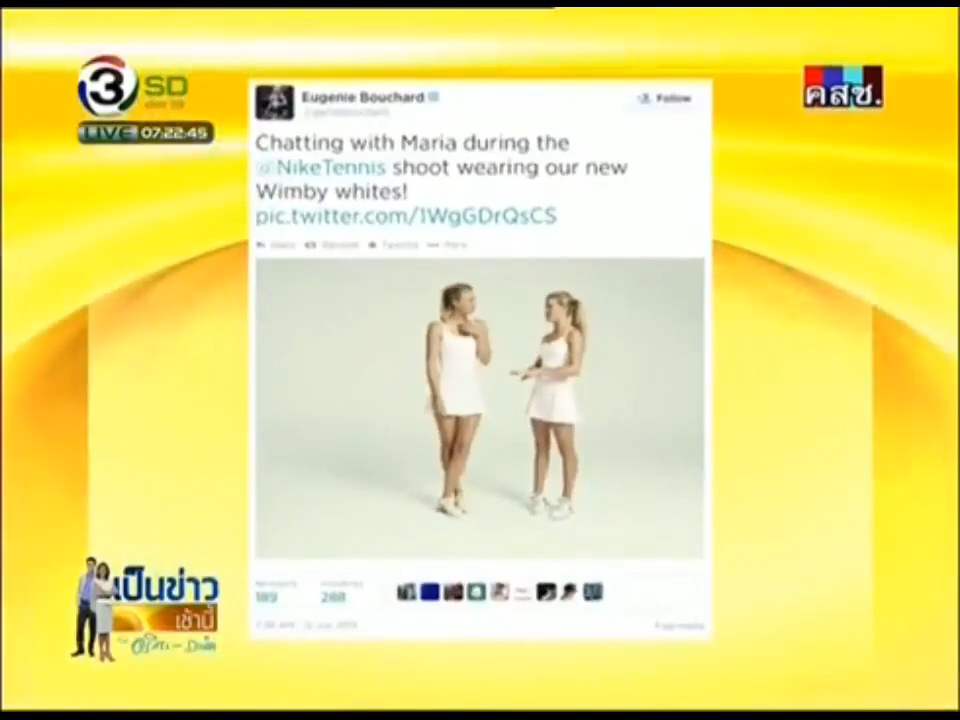 3 SD
LIVE 07:22:45
คสช.
Eugenie Bouchard
Follow
Chatting with Maria during the
@NikeTennis shoot wearing our new
Wimby whites!
pic.twitter.com/1WgGDrQsCS
189
288
เป็นข่าว
เช้านี้